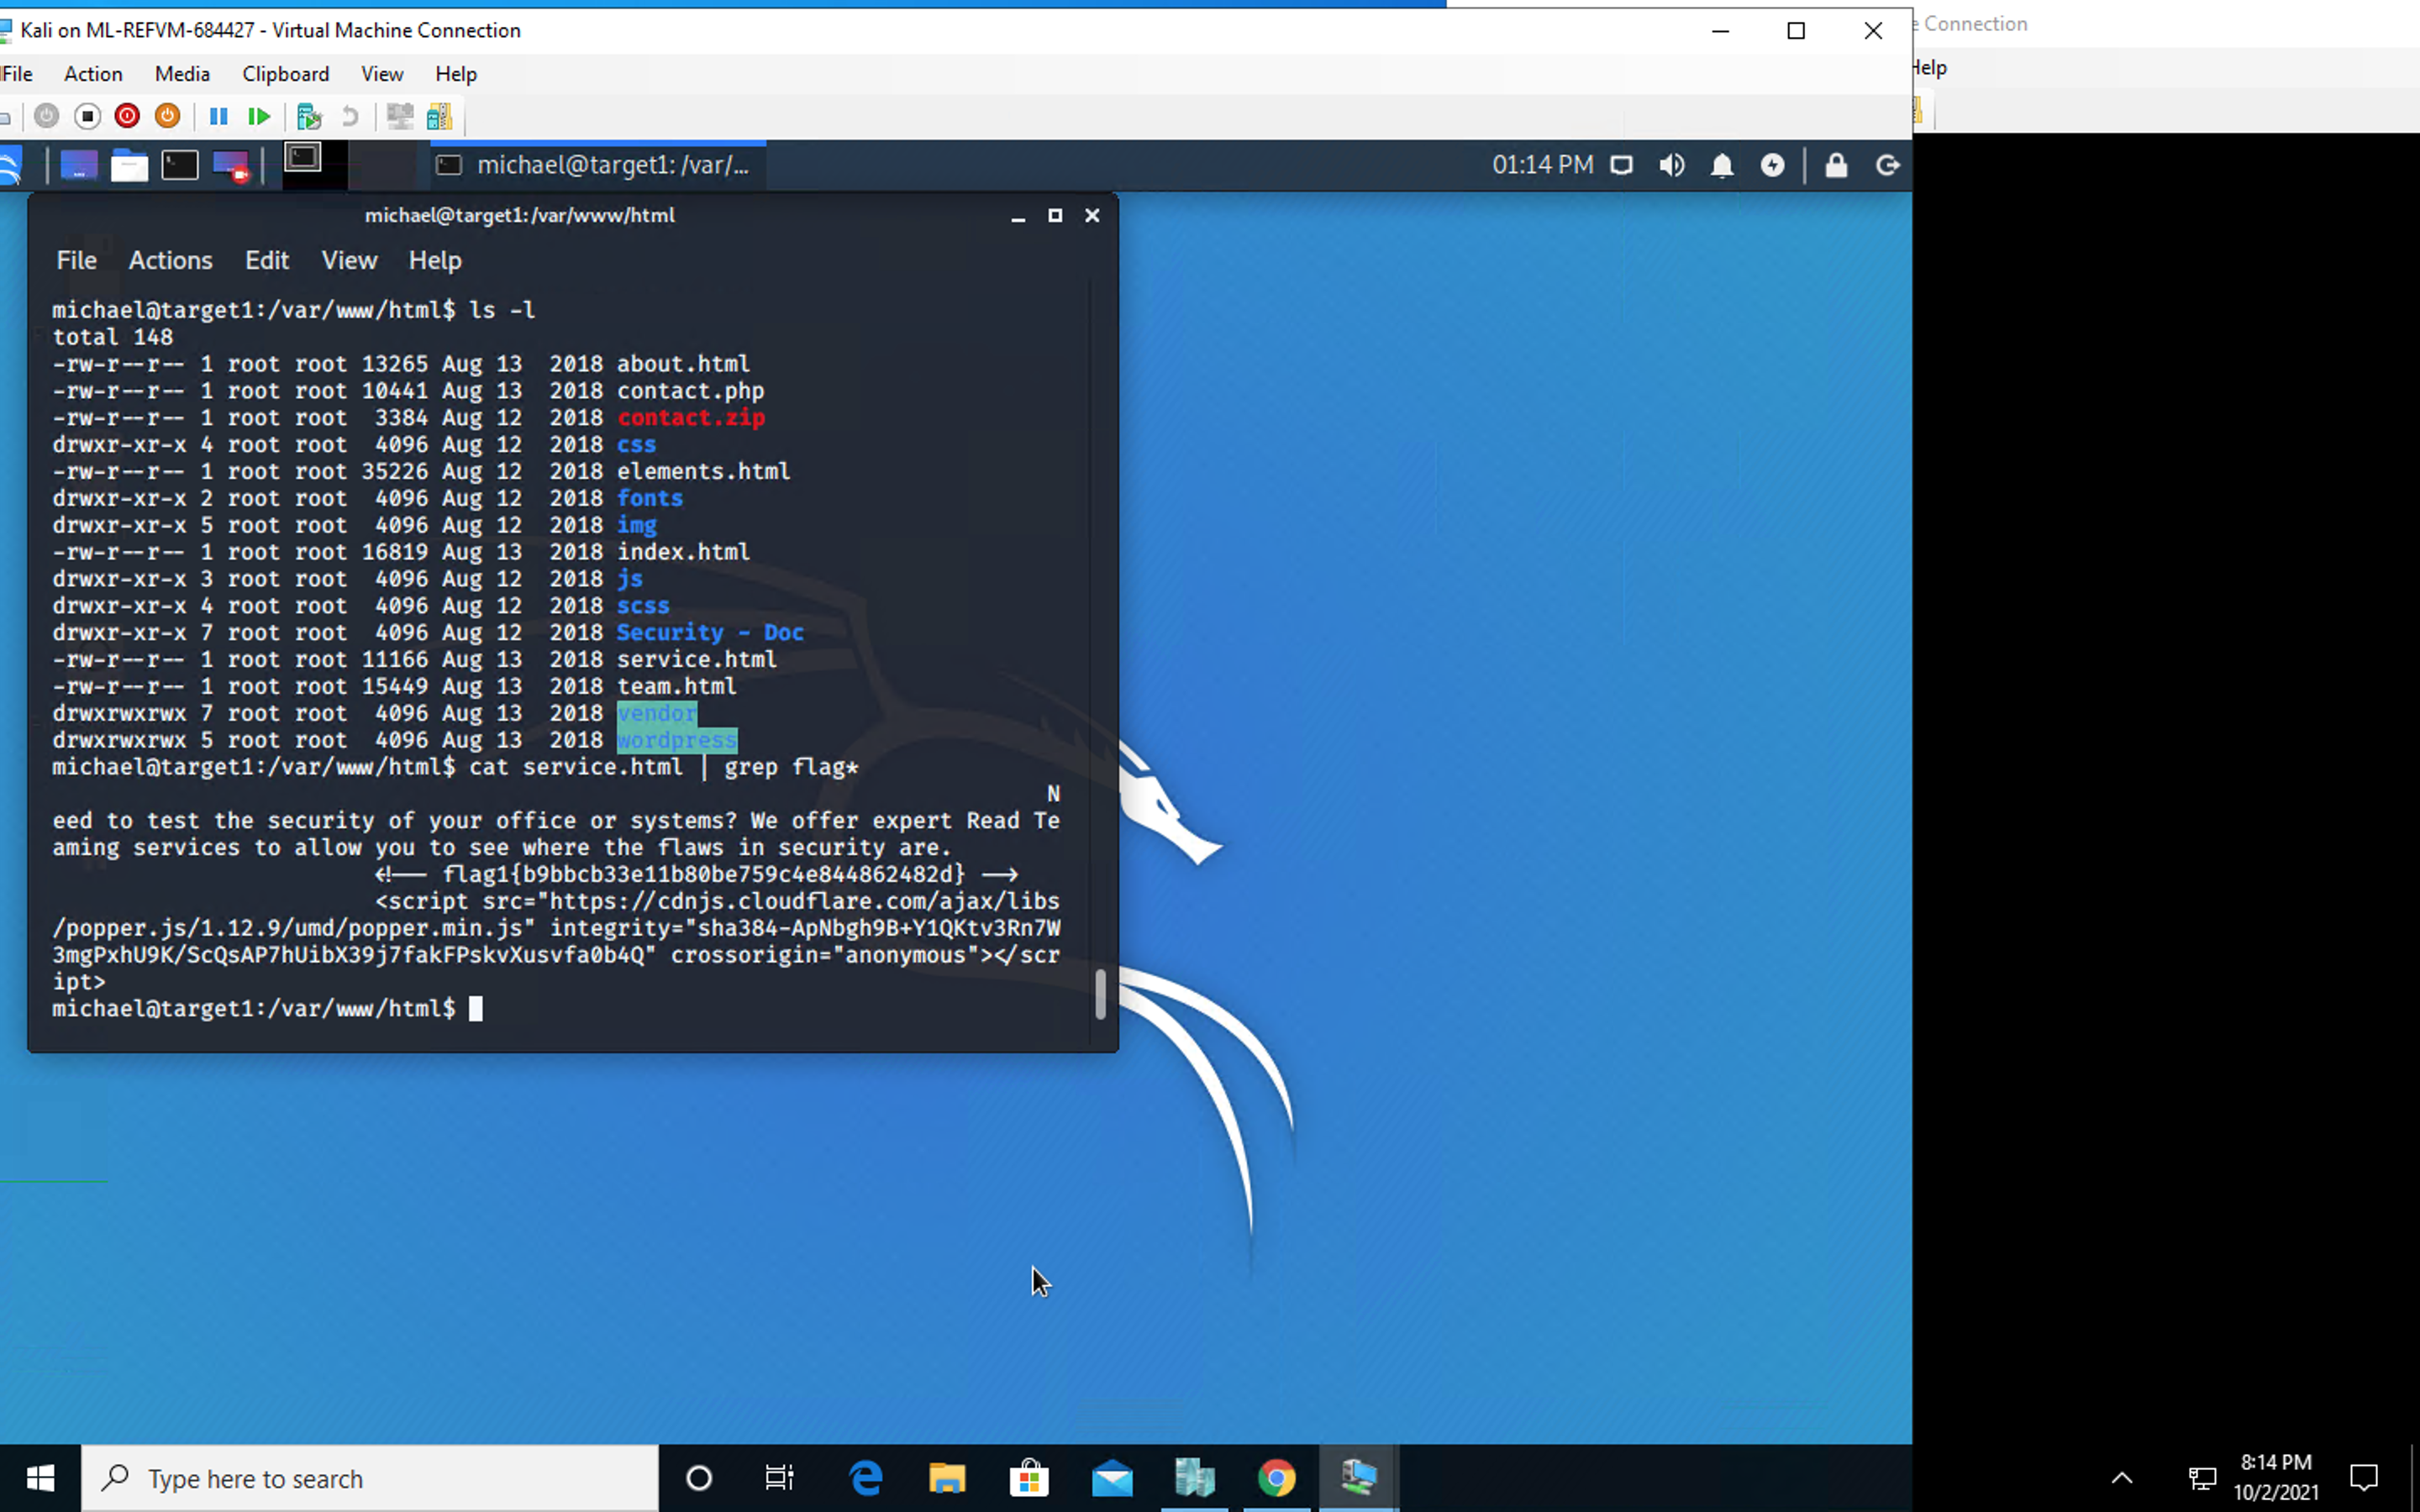 Kali on ML-REFVM-684427 - Virtual Machine Connection
Connection
File Action Media Clipboard View Help
Help
michael@target1: /var/...
01:14 PM
michael@target1:/var/www/html
File Actions Edit View Help
michael@target1:/var/www/html$ ls -l
total 148
-rw-r--r-- 1 root root 13265 Aug 13  2018 about.html
-rw-r--r-- 1 root root 10441 Aug 13  2018 contact.php
-rw-r--r-- 1 root root  3384 Aug 12  2018 contact.zip
drwxr-xr-x 4 root root  4096 Aug 12  2018 css
-rw-r--r-- 1 root root 35226 Aug 12  2018 elements.html
drwxr-xr-x 2 root root  4096 Aug 12  2018 fonts
drwxr-xr-x 5 root root  4096 Aug 12  2018 img
-rw-r--r-- 1 root root 16819 Aug 13  2018 index.html
drwxr-xr-x 3 root root  4096 Aug 12  2018 js
drwxr-xr-x 4 root root  4096 Aug 12  2018 scss
drwxr-xr-x 7 root root  4096 Aug 12  2018 Security - Doc
-rw-r--r-- 1 root root 11166 Aug 13  2018 service.html
-rw-r--r-- 1 root root 15449 Aug 13  2018 team.html
drwxrwxrwx 7 root root  4096 Aug 13  2018 vendor
drwxrwxrwx 5 root root  4096 Aug 13  2018 wordpress
michael@target1:/var/www/html$ cat service.html | grep flag*
N
eed to test the security of your office or systems? We offer expert Read Te
aming services to allow you to see where the flaws in security are.
<!-- flag1{b9bbcb33e11b80be759c4e844862482d} -->
<script src="https://cdnjs.cloudflare.com/ajax/libs
/popper.js/1.12.9/umd/popper.min.js" integrity="sha384-ApNbgh9B+Y1QKtv3Rn7W
3mgPxhU9K/ScQsAP7hUibX39j7fakFPskvXusvfa0b4Q" crossorigin="anonymous"></scr
ipt>
michael@target1:/var/www/html$
Type here to search
8:14 PM
10/2/2021